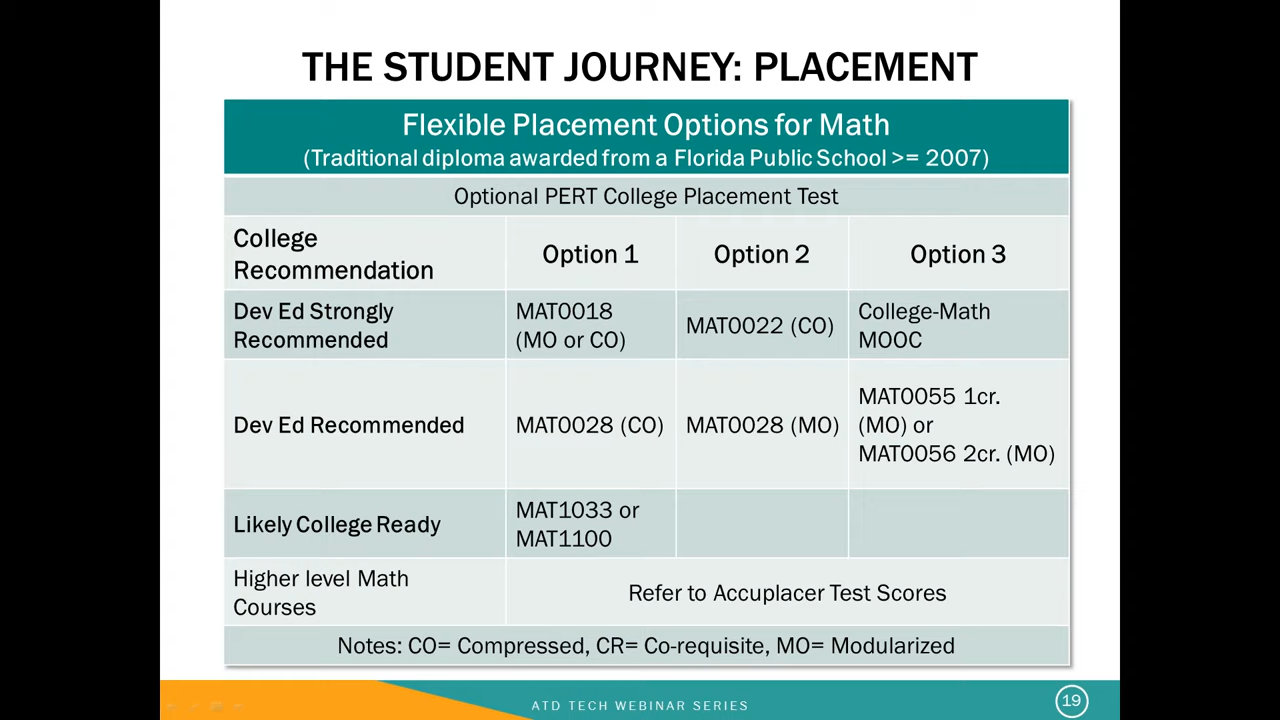 THE STUDENT JOURNEY: PLACEMENT
Flexible Placement Options for Math
(Traditional diploma awarded from a Florida Public School >= 2007)
Optional PERT College Placement Test
College
Recommendation
Option 1
Option 2
Option 3
Dev Ed Strongly
Recommended
MAT0018
(MO or CO)
MAT0022 (CO)
College-Math
MOOC
Dev Ed Recommended
MAT0028 (CO)
MAT0028 (MO)
MAT0055 1cr.
(MO) or
MAT0056 2cr. (MO)
Likely College Ready
MAT1033 or
MAT1100
Higher level Math
Courses
Refer to Accuplacer Test Scores
Notes: CO= Compressed, CR= Co-requisite, MO= Modularized
ATD TECH WEBINAR SERIES
19